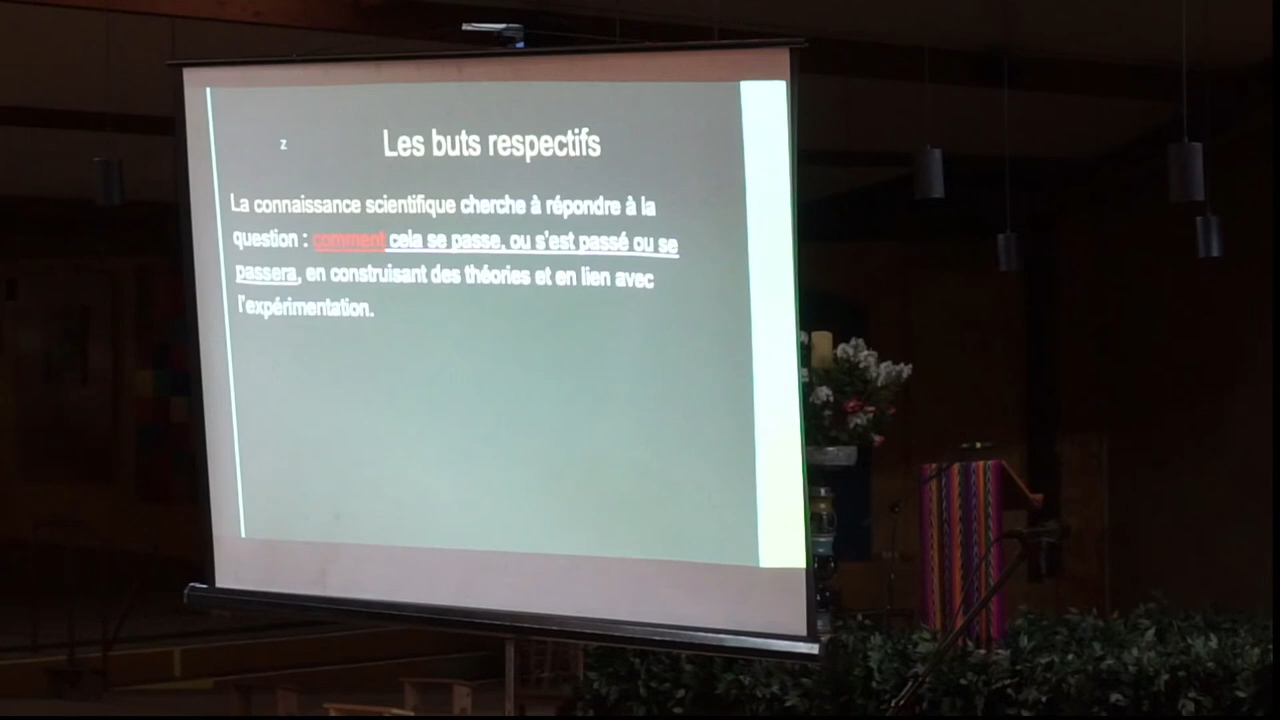 z
Les buts respectifs
La connaissance scientifique cherche à répondre à la
question : comment cela se passe, ou s'est passé ou se
passera, en construisant des théories et en lien avec
l'expérimentation.